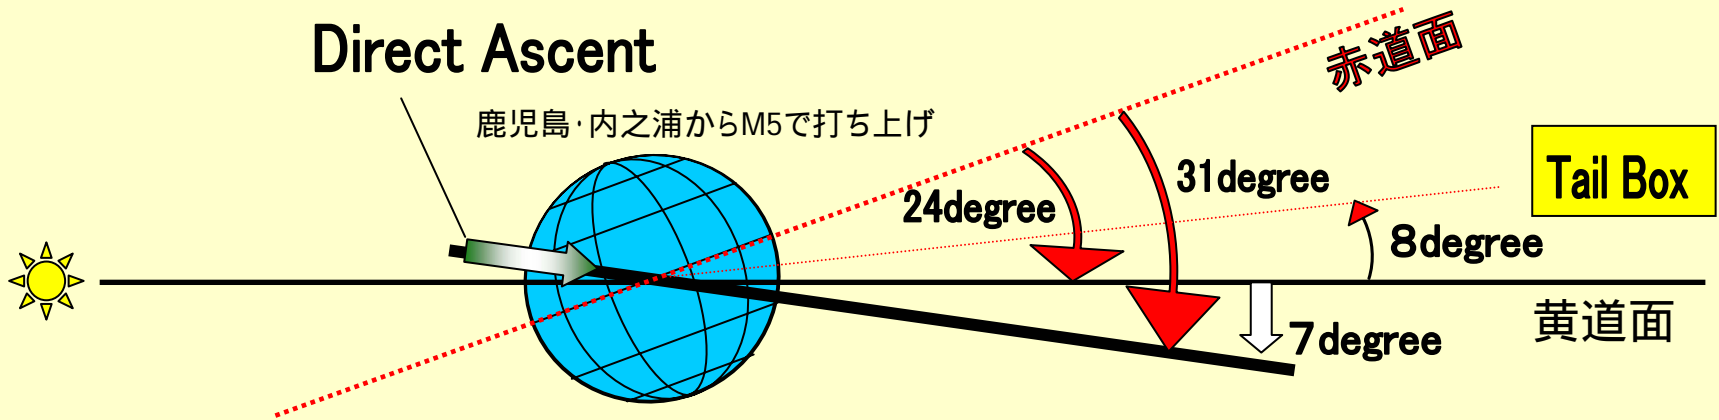 Direct Ascent
赤道面
鹿児島・内之浦からM5で打ち上げ
31degree
Tail Box
24degree
8degree
黄道面
7degree